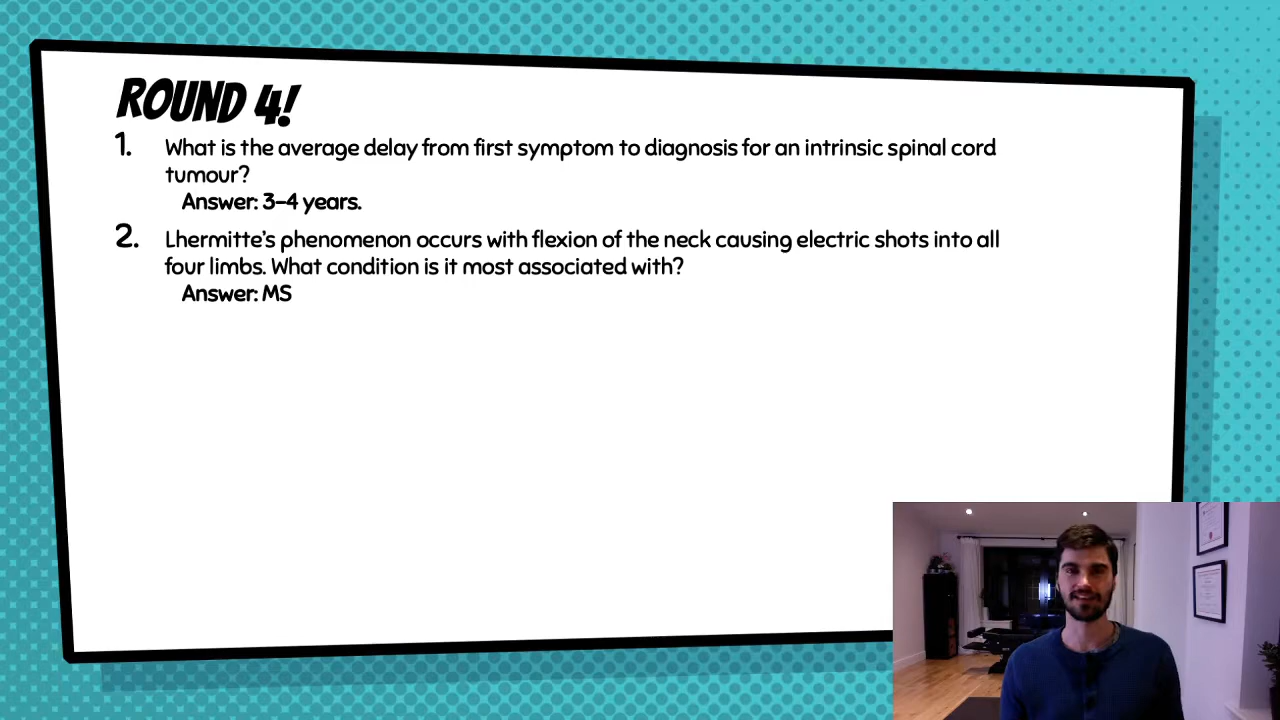 ROUND 4!
1. What is the average delay from first symptom to diagnosis for an intrinsic spinal cord
tumour?
Answer: 3-4 years.
2. Lhermitte's phenomenon occurs with flexion of the neck causing electric shots into all
four limbs. What condition is it most associated with?
Answer: MS